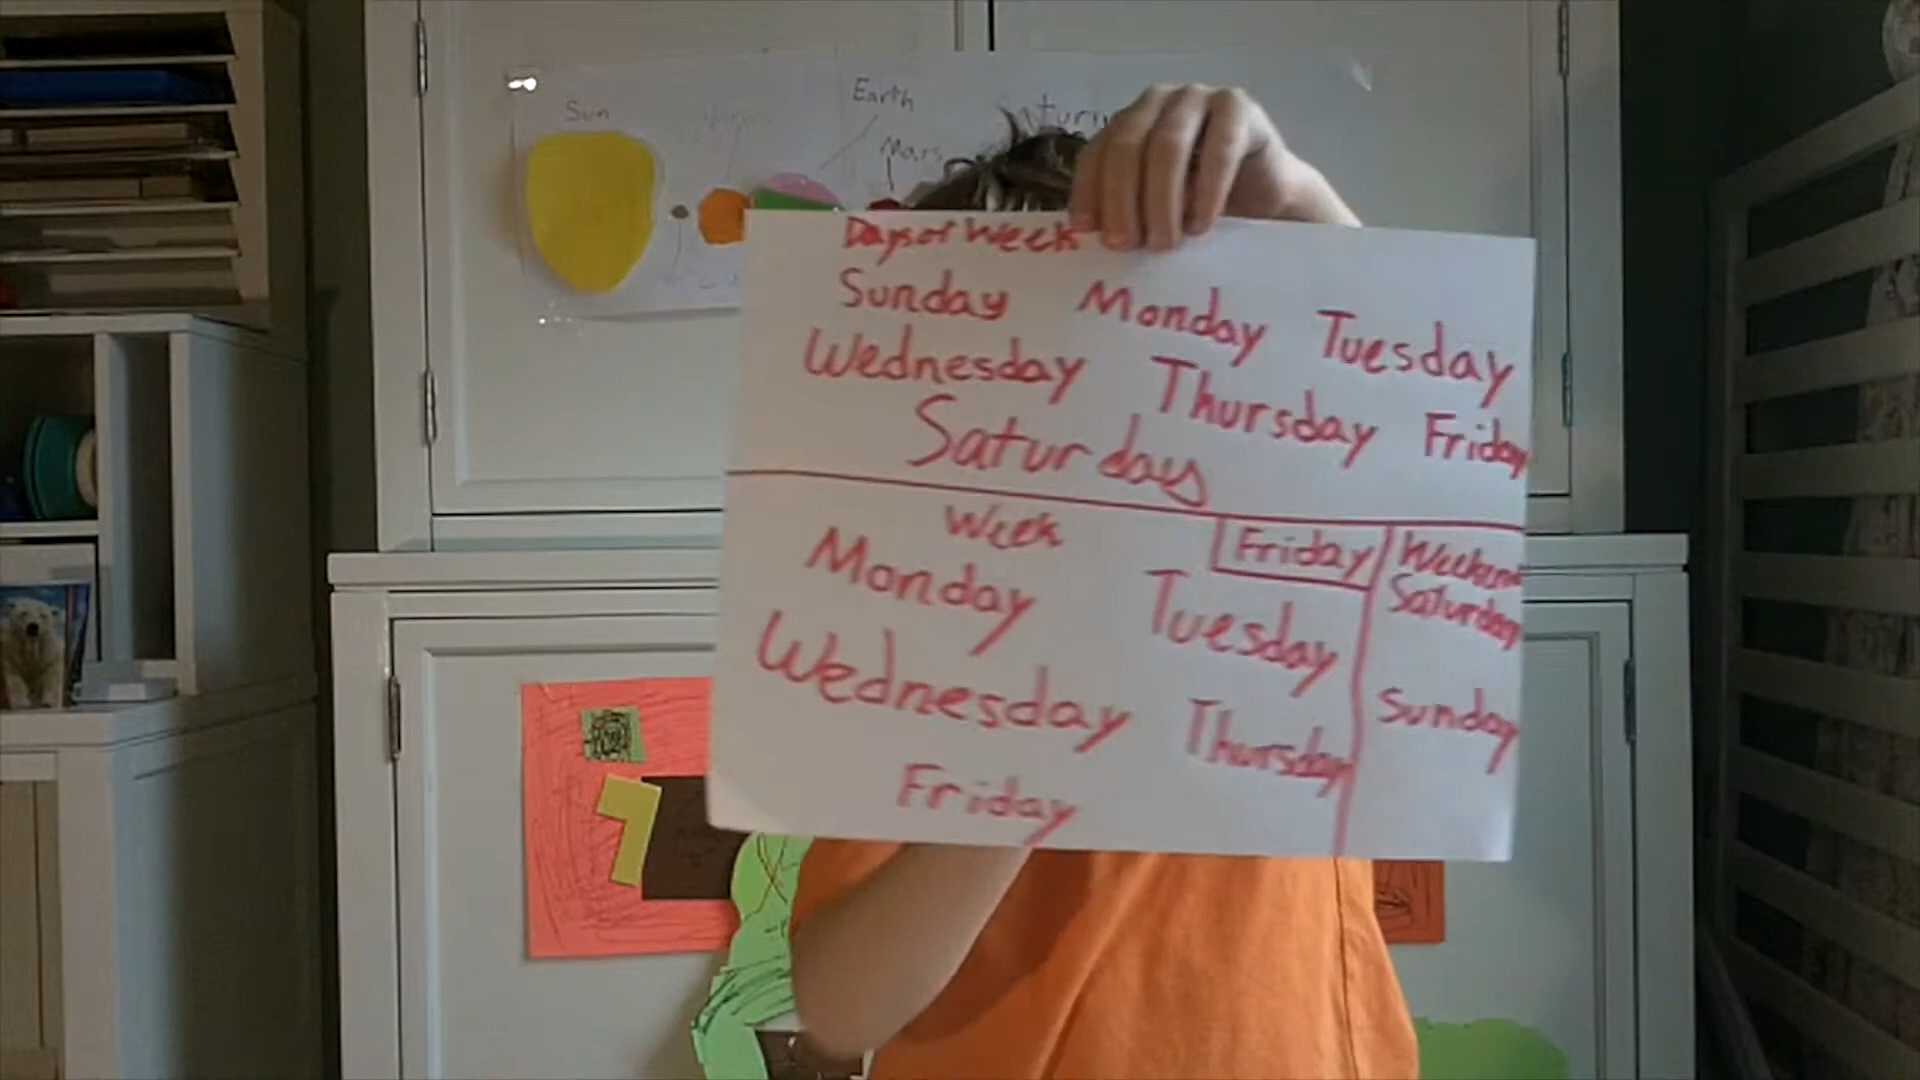 Sun
Earth
Mars
Days of Week
Sunday Monday Tuesday
Wednesday Thursday Friday
Saturday
Week
Friday
Monday Tuesday
Wednesday Thursday
Friday
Weekend
Saturday
Sunday